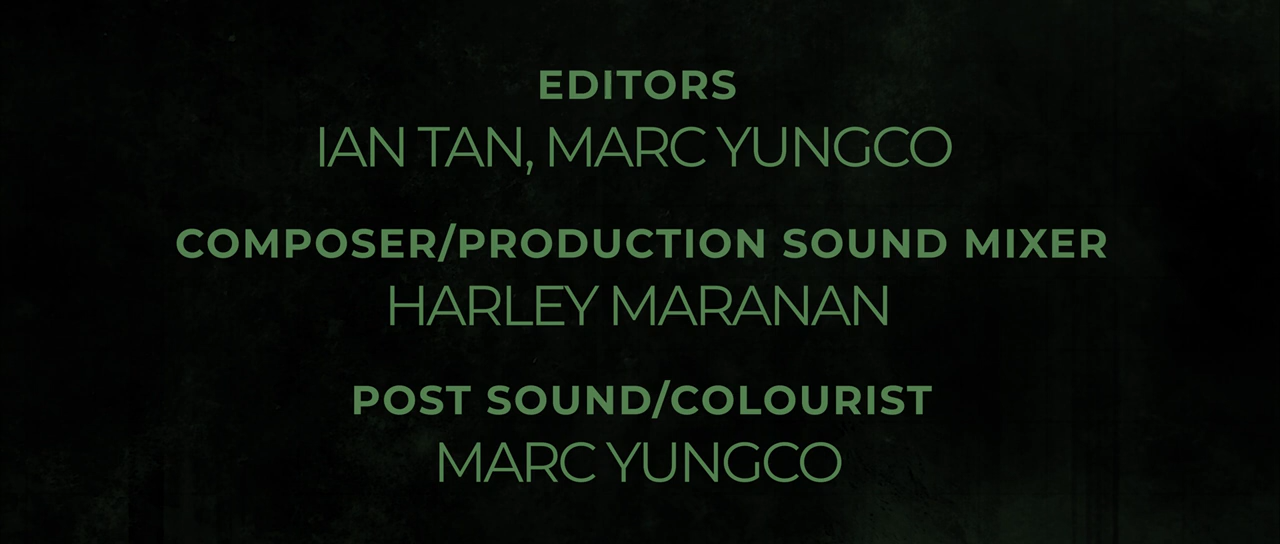 EDITORS
IAN TAN, MARC YUNGCO
COMPOSER/PRODUCTION SOUND MIXER
HARLEY MARANAN
POST SOUND/COLOURIST
MARC YUNGCO